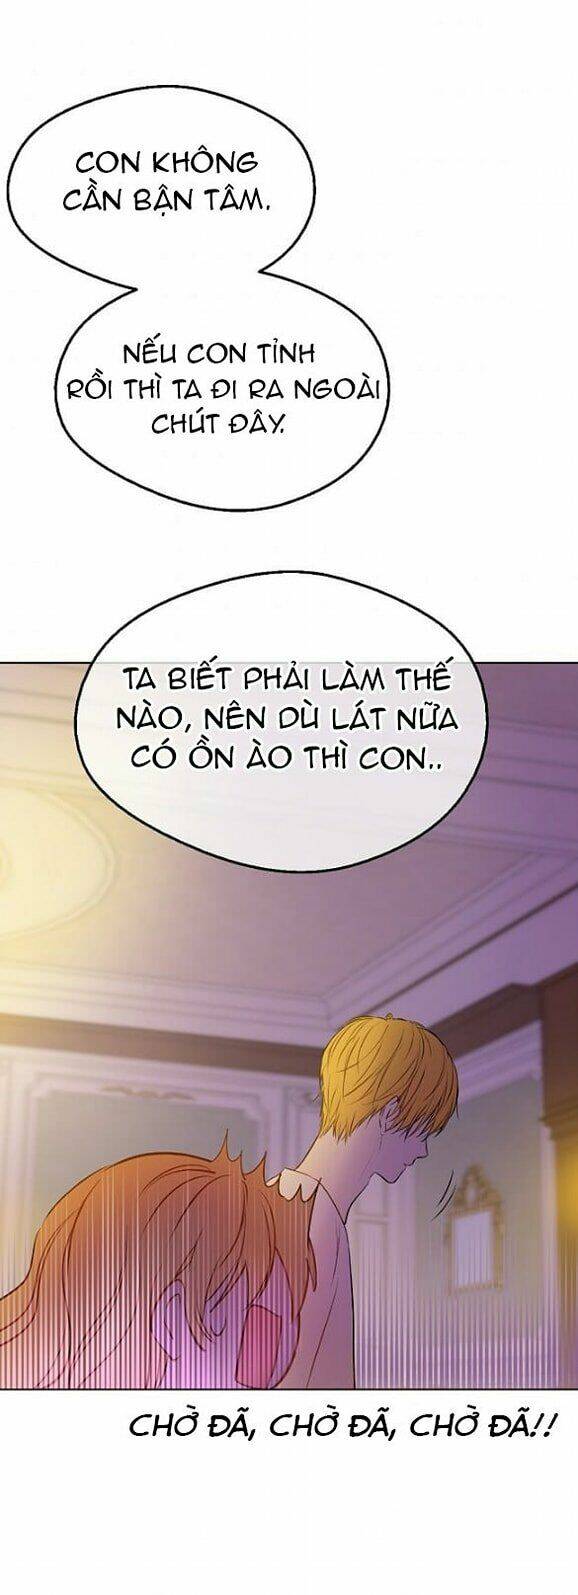 CON KHÔNG
CẦN BẬN TÂM.
NẾU CON TỈNH
RỒI THÌ TA ĐI RA NGOÀI
CHÚT ĐÂY.
TA BIẾT PHẢI LÀM THẾ
NÀO, NÊN DÙ LÁT NỮA
CÓ ỒN ÀO THÌ CON..
CHỜ ĐÃ, CHỜ ĐÃ, CHỜ ĐÃ!!